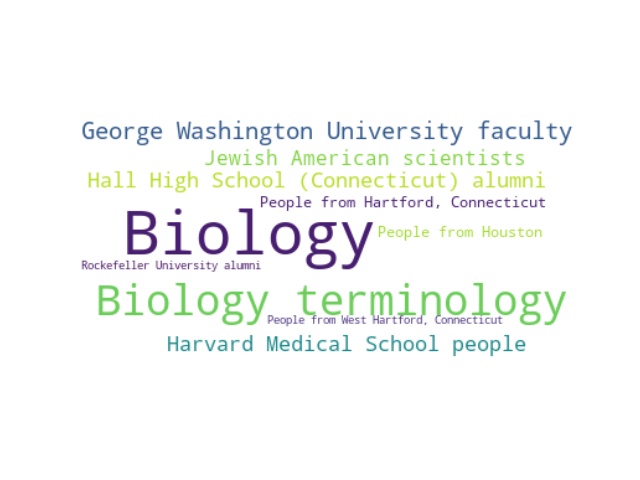 George Washington University faculty
Jewish American scientists
Hall High School (Connecticut) alumni
People from Hartford, Connecticut
Biology
People from Houston
Rockefeller University alumni
Biology terminology
People from West Hartford, Connecticut
Harvard Medical School people